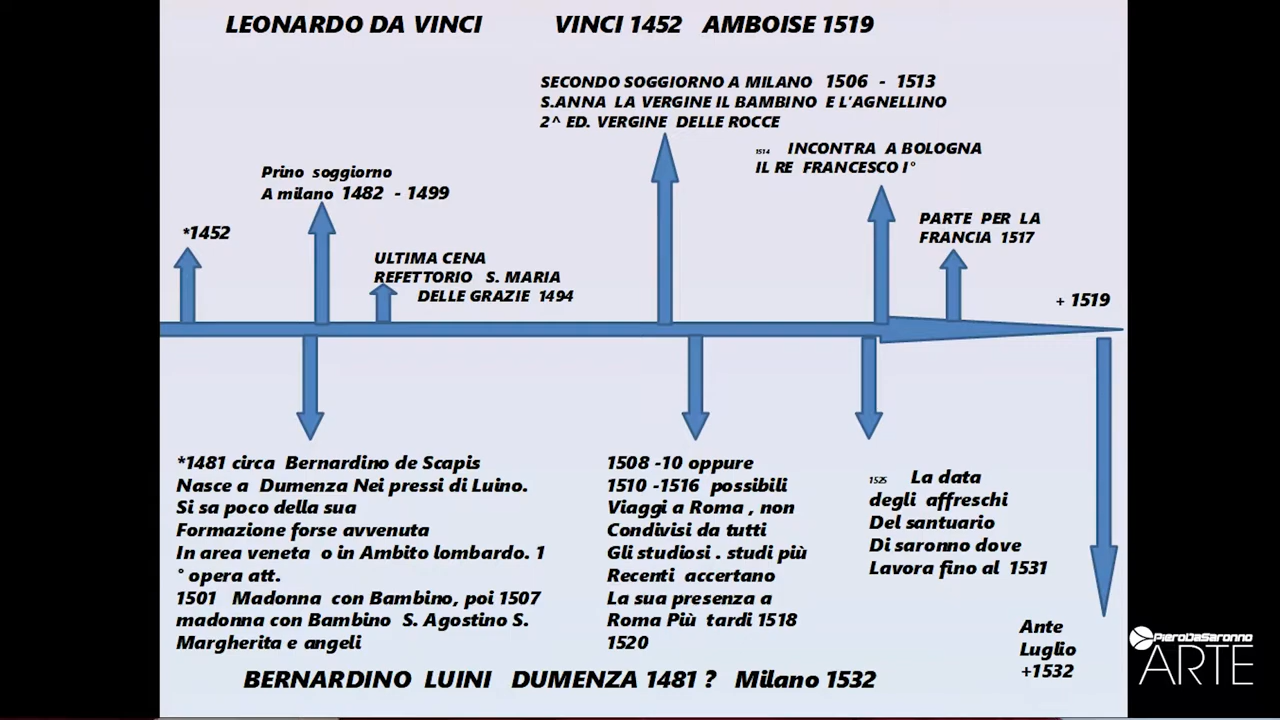 LEONARDO DA VINCI VINCI 1452 AMBOISE 1519
SECONDO SOGGIORNO A MILANO 1506 - 1513
S.ANNA LA VERGINE IL BAMBINO E L'AGNELLINO
2^ ED. VERGINE DELLE ROCCE
1514 INCONTRA A BOLOGNA
IL RE FRANCESCO I°
Prino soggiorno
A milano 1482 - 1499
PARTE PER LA
FRANCIA 1517
*1452
ULTIMA CENA
REFETTORIO S. MARIA
DELLE GRAZIE 1494
+ 1519
*1481 circa Bernardino de Scapis
Nasce a Dumenza Nei pressi di Luino.
Si sa poco della sua
Formazione forse avvenuta
In area veneta o in Ambito lombardo. 1
° opera att.
1501 Madonna con Bambino, poi 1507
madonna con Bambino S. Agostino S.
Margherita e angeli
1508 -10 oppure
1510 -1516 possibili
Viaggi a Roma , non
Condivisi da tutti
Gli studiosi . studi più
Recenti accertano
La sua presenza a
Roma Più tardi 1518
1520
1525 La data
degli affreschi
Del santuario
Di saronno dove
Lavora fino al 1531
Ante
Luglio
+1532
BERNARDINO LUINI DUMENZA 1481 ? Milano 1532
PieroDaSaronno
ARTE